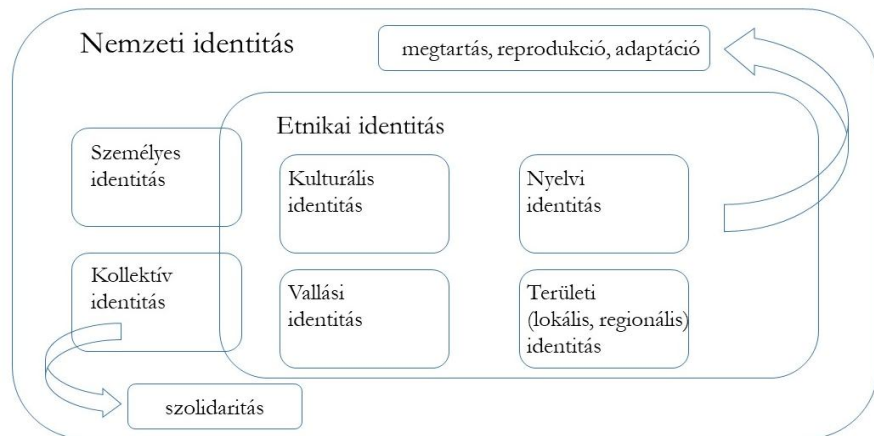 Nemzeti identitás
megtartás, reprodukció, adaptáció
Etnikai identitás
Személyes
identitás
Kulturális
identitás
Nyelvi
identitás
Kollektív
identitás
Vallási
identitás
Területi
(lokális, regionális)
identitás
szolidaritás